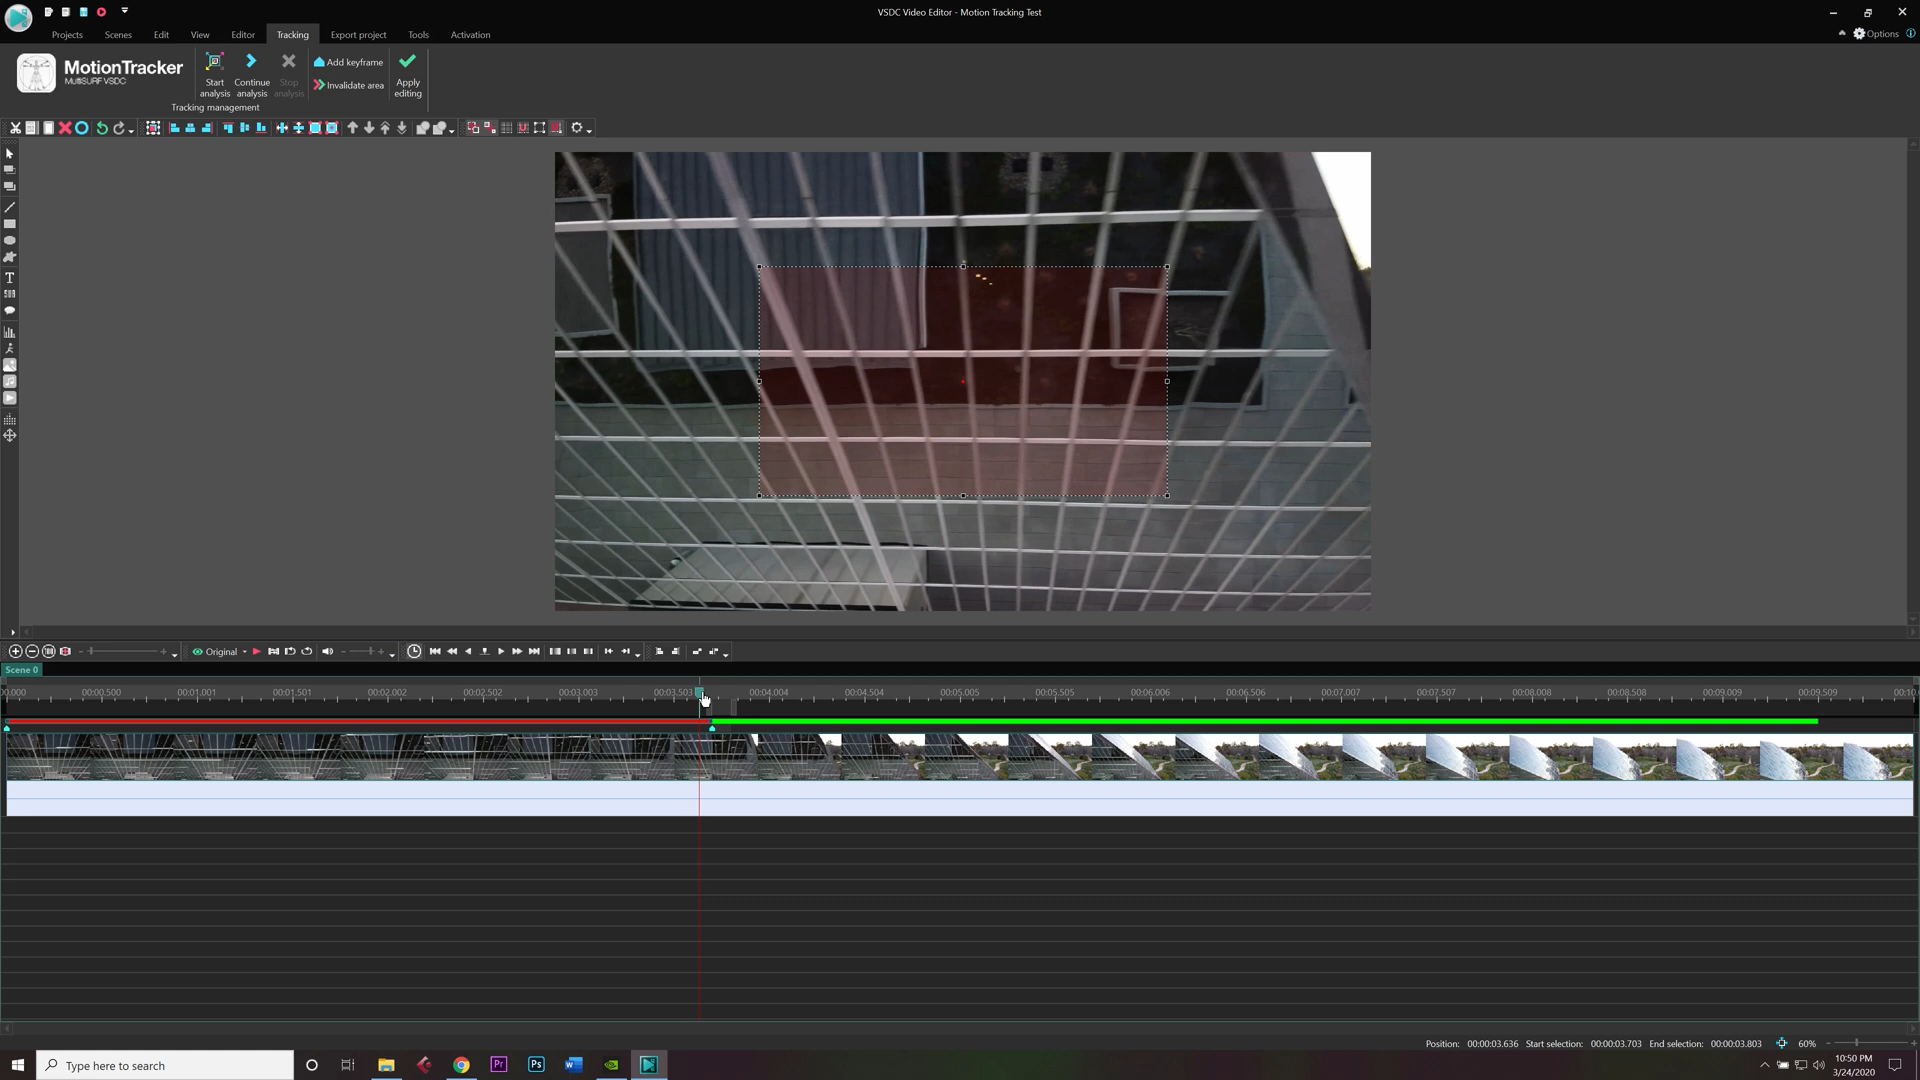 VSDC Video Editor - Motion Tracking Test
Projects Scenes Edit View Editor Tracking Export project Tools Activation
Options
MotionTracker
MultiSURF VSDC
Start analysis
Continue analysis
Stop analysis
Add keyframe
Invalidate area
Apply editing
Tracking management
Original
Scene 0
00.000 00:00.500 00:01.001 00:01.501 00:02.002 00:02.502 00:03.003 00:03.503 00:04.004 00:04.504 00:05.005 00:05.505 00:06.006 00:06.506 00:07.007 00:07.507 00:08.008 00:08.508 00:09.009 00:09.509 00:10.
Position: 00:00:03.636 Start selection: 00:00:03.703 End selection: 00:00:03.803 60%
Type here to search
Pr
Ps
10:50 PM
3/24/2020